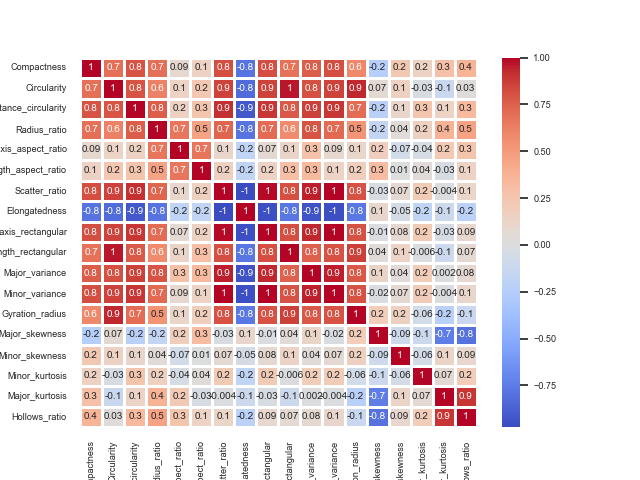 Compactness 1 0.7 0.8 0.7 0.09 0.1 0.8 -0.8 0.8 0.7 0.8 0.8 0.6 -0.2 0.2 0.2 0.3 0.4
Circularity 0.7 1 0.8 0.6 0.1 0.2 0.9 -0.8 0.9 1 0.8 0.9 0.9 0.07 0.1 -0.03 -0.1 0.03
tance_circularity 0.8 0.8 1 0.8 0.2 0.3 0.9 -0.9 0.9 0.8 0.9 0.9 0.7 -0.2 0.1 0.3 0.1 0.3
Radius_ratio 0.7 0.6 0.8 1 0.7 0.5 0.7 -0.8 0.7 0.6 0.8 0.7 0.5 -0.2 0.04 0.2 0.4 0.5
xis_aspect_ratio 0.09 0.1 0.2 0.7 1 0.7 0.1 -0.2 0.07 0.1 0.3 0.09 0.1 0.2 -0.07 -0.04 0.2 0.3
gth_aspect_ratio 0.1 0.2 0.3 0.5 0.7 1 0.2 -0.2 0.2 0.3 0.3 0.1 0.2 0.3 0.01 0.04 -0.03 0.1
Scatter_ratio 0.8 0.9 0.9 0.7 0.1 0.2 1 -1 1 0.8 0.9 1 0.8 -0.03 0.07 0.2 -0.004 0.1
Elongatedness -0.8 -0.8 -0.9 -0.8 -0.2 -0.2 -1 1 -1 -0.8 -0.9 -1 -0.8 0.1 -0.05 -0.2 -0.1 -0.2
axis_rectangular 0.8 0.9 0.9 0.7 0.07 0.2 1 -1 1 0.8 0.9 1 0.8 -0.01 0.08 0.2 -0.03 0.09
ngth_rectangular 0.7 1 0.8 0.6 0.1 0.3 0.8 -0.8 0.8 1 0.8 0.8 0.9 0.04 0.1 -0.006 -0.1 0.07
Major_variance 0.8 0.8 0.9 0.8 0.3 0.3 0.9 -0.9 0.9 0.8 1 0.9 0.8 0.1 0.04 0.2 0.002 0.08
Minor_variance 0.8 0.9 0.9 0.7 0.09 0.1 1 -1 1 0.8 0.9 1 0.8 -0.02 0.07 0.2 -0.004 0.1
Gyration_radius 0.6 0.9 0.7 0.5 0.1 0.2 0.8 -0.8 0.8 0.9 0.8 0.8 1 0.2 -0.06 -0.2 -0.1
Major_skewness -0.2 0.07 -0.2 -0.2 0.2 0.3 -0.03 0.1 -0.01 0.04 0.1 -0.02 0.2 1 -0.09 -0.1 -0.7 -0.8
Minor_skewness 0.2 0.1 0.1 0.04 -0.07 0.01 0.07 -0.05 0.08 0.1 0.04 0.07 0.2 -0.09 1 -0.06 0.1 0.09
Minor_kurtosis 0.2 -0.03 0.3 0.2 -0.04 0.04 0.2 -0.2 0.2 -0.006 0.2 0.2 -0.06 -0.1 -0.06 1 0.07 0.2
Major_kurtosis 0.3 -0.1 0.1 0.4 0.2 -0.03 0.004 -0.1 -0.03 -0.1 0.002 0.004 -0.2 -0.7 0.1 0.07 1 0.9
Hollows_ratio 0.4 0.03 0.3 0.5 0.3 0.1 0.1 -0.2 0.09 0.07 0.08 0.1 -0.1 -0.8 0.09 0.2 0.9 1
mpactness
Circularity
circularity
dius_ratio
pect_ratio
pect_ratio
tter_ratio
atedness
ctangular
ctangular
_variance
_variance
on_radius
skewness
skewness
_kurtosis
_kurtosis
ows_ratio
1.00
0.75
0.50
0.25
0.00
−0.25
−0.50
−0.75